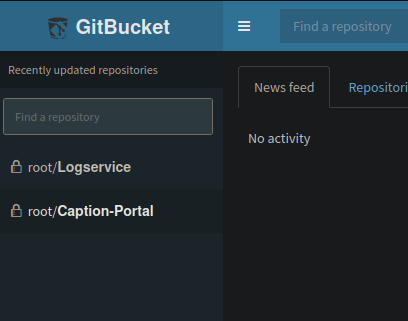 GitBucket
Find a repository
Recently updated repositories
Find a repository
root/Logservice
root/Caption-Portal
News feed
Repositori
No activity